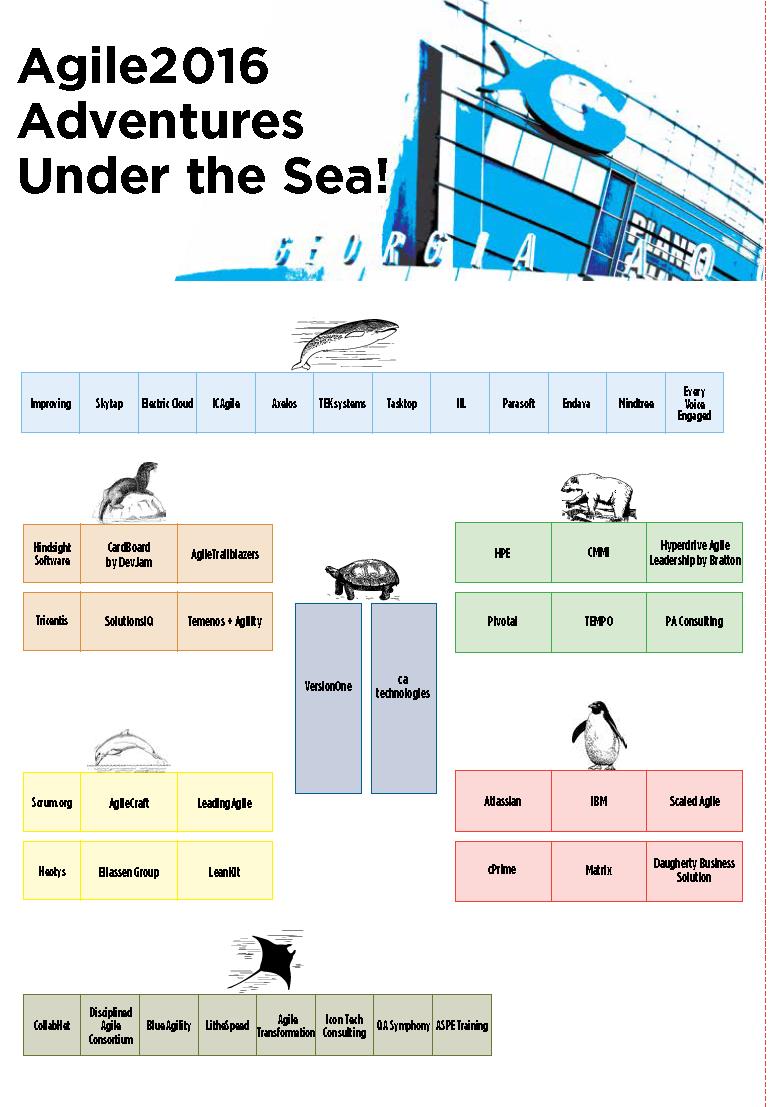 Agile2016
Adventures
Under the Sea!
G
GEORGIA AQ
Improving
Skytap
Electric Cloud
ICAgile
Axelos
TEKsystems
Tasktop
IIL
Parasoft
Endava
Mindtree
Every
Voice
Engaged
Hindsight
Software
CardBoard
by DevJam
AgileTrailblazers
Tricentis
SolutionsIQ
Temenos + Agility
HPE
CMMI
Hyperdrive Agile
Leadership by Bratton
Pivotal
TEMPO
PA Consulting
VersionOne
ca
technologies
Scrum.org
AgileCraft
LeadingAgile
Neotys
Eliassen Group
LeanKit
Atlassian
IBM
Scaled Agile
cPrime
Matrix
Daugherty Business
Solution
CollabNet
Disciplined
Agile
Consortium
BlueAgility
LitheSpeed
Agile
Transformation
Icon Tech
Consulting
QA Symphony
ASPE Training